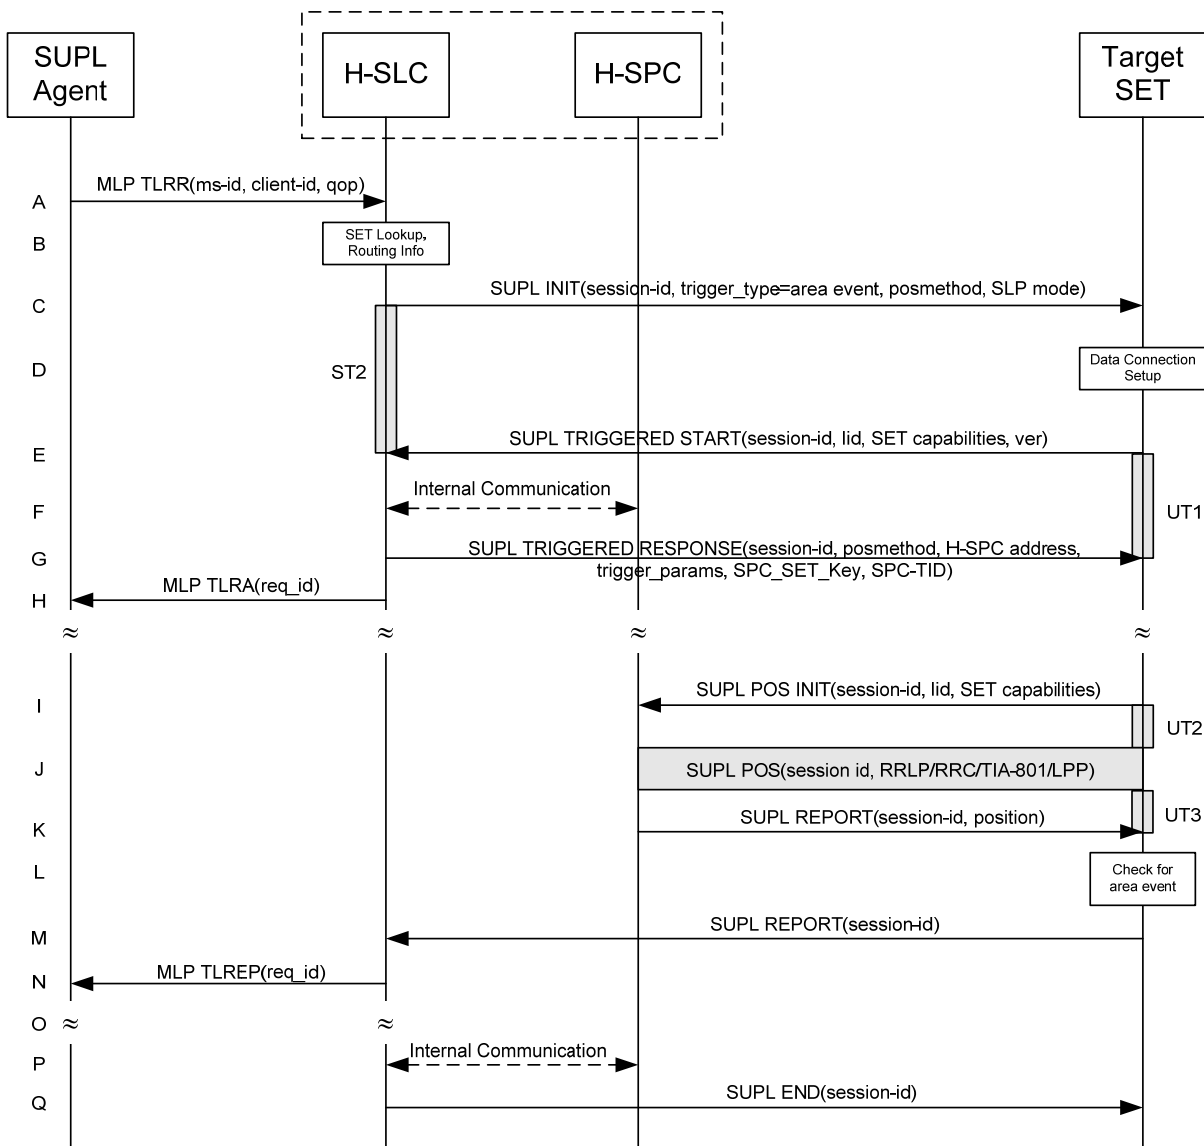 SUPL
Agent
H-SLC
H-SPC
Target
SET
A
MLP TLRR(ms-id, client-id, qop)
B
SET Lookup,
Routing Info
C
SUPL INIT(session-id, trigger_type=area event, posmethod, SLP mode)
D
ST2
Data Connection
Setup
E
SUPL TRIGGERED START(session-id, lid, SET capabilities, ver)
F
Internal Communication
UT1
G
SUPL TRIGGERED RESPONSE(session-id, posmethod, H-SPC address,
trigger_params, SPC_SET_Key, SPC-TID)
H
MLP TLRA(req_id)
≈ ≈ ≈ ≈
I
SUPL POS INIT(session-id, lid, SET capabilities)
UT2
J
SUPL POS(session id, RRLP/RRC/TIA-801/LPP)
K
SUPL REPORT(session-id, position)
UT3
L
Check for
area event
M
SUPL REPORT(session-id)
N
MLP TLREP(req_id)
O ≈ ≈
P
Internal Communication
Q
SUPL END(session-id)